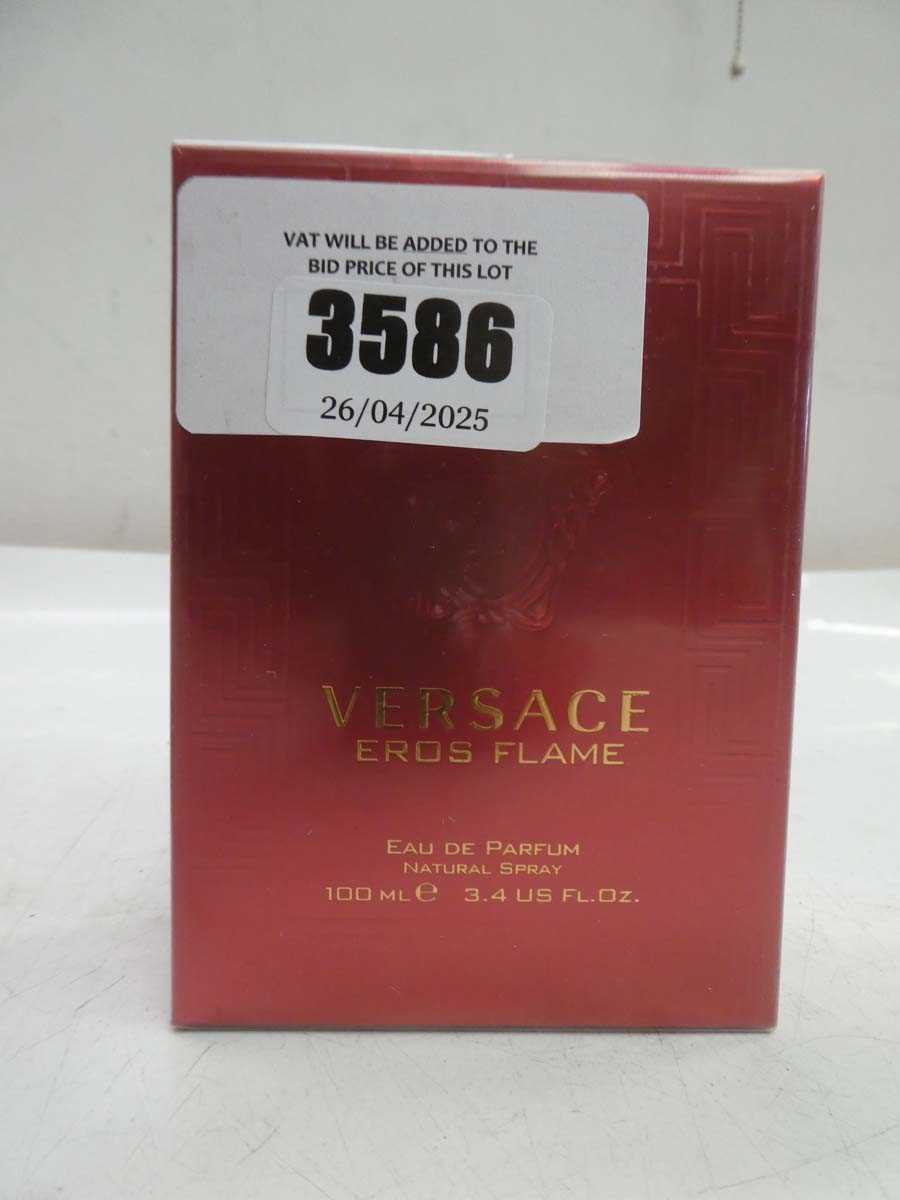 VAT WILL BE ADDED TO THE
BID PRICE OF THIS LOT
3586
26/04/2025
VERSACE
EROS FLAME
EAU DE PARFUM
NATURAL SPRAY
100 ML e 3.4 US FL.OZ.